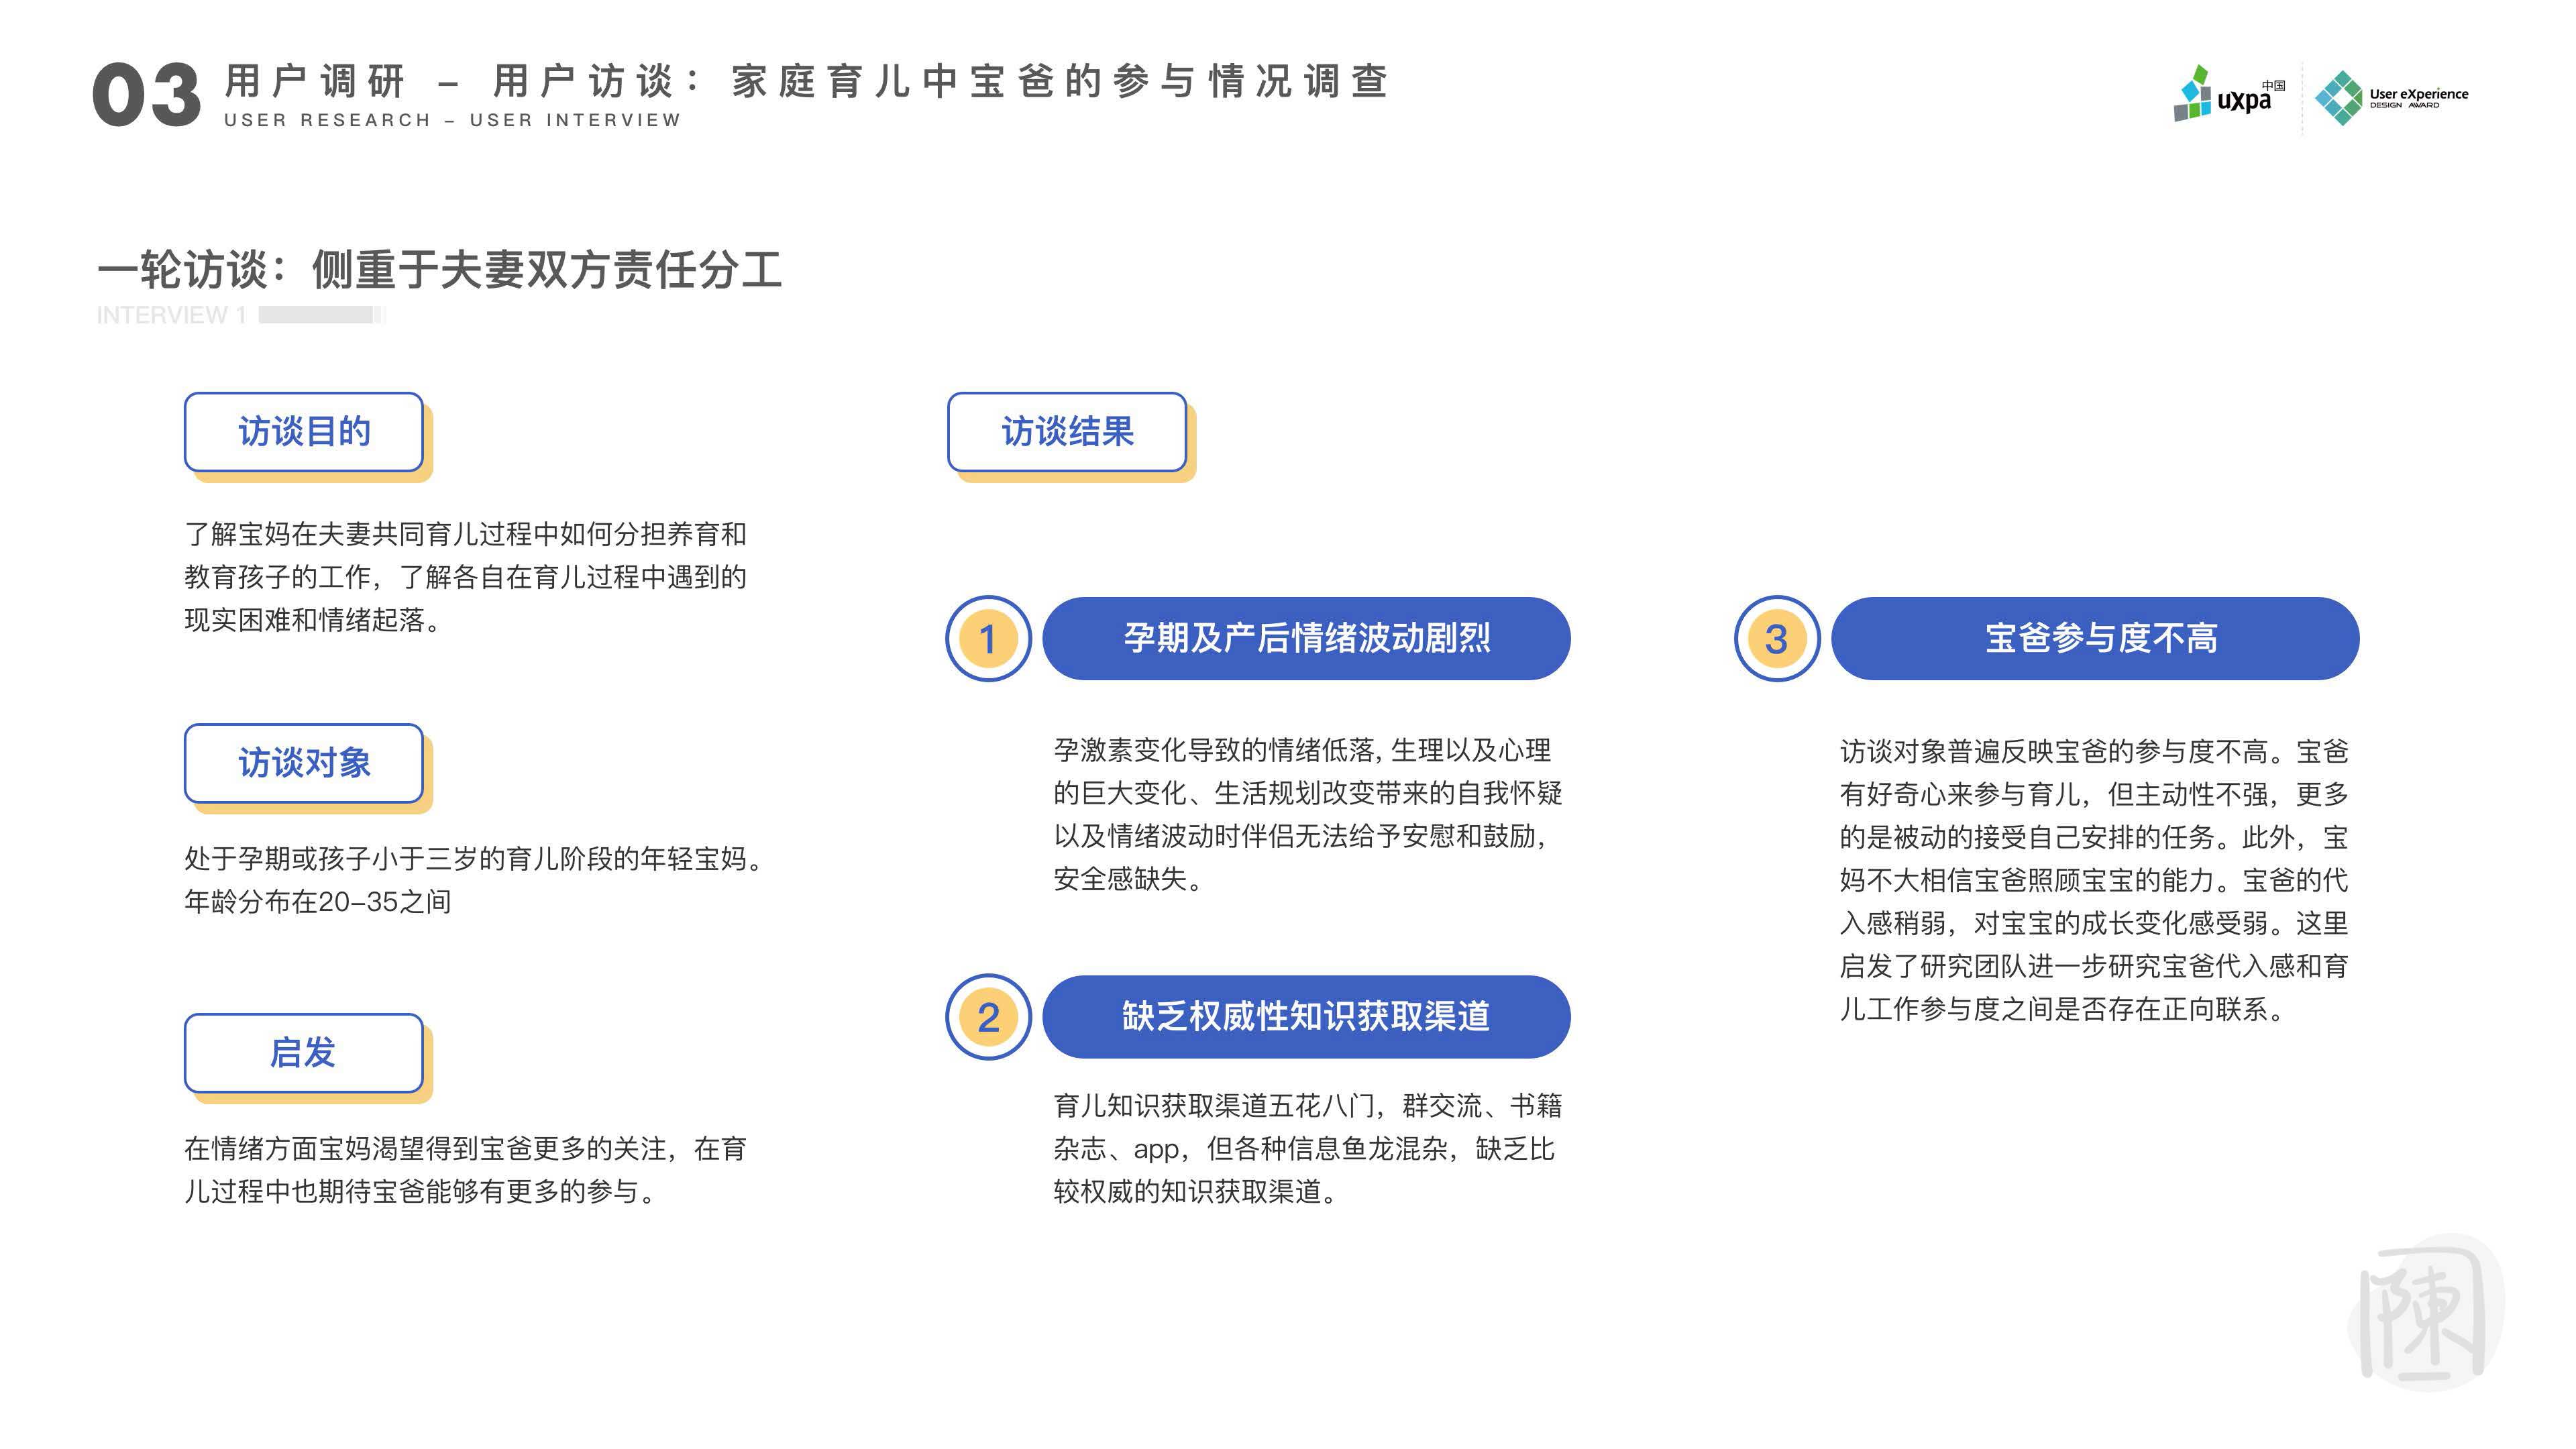 03
用户调研 – 用户访谈：家庭育儿中宝爸的参与情况调查
USER RESEARCH – USER INTERVIEW
uxpa中国
User eXperience
DESIGN AWARD
一轮访谈：侧重于夫妻双方责任分工
INTERVIEW 1
访谈目的
了解宝妈在夫妻共同育儿过程中如何分担养育和
教育孩子的工作，了解各自在育儿过程中遇到的
现实困难和情绪起落。
访谈对象
处于孕期或孩子小于三岁的育儿阶段的年轻宝妈。
年龄分布在20–35之间
启发
在情绪方面宝妈渴望得到宝爸更多的关注，在育
儿过程中也期待宝爸能够有更多的参与。
访谈结果
1
孕期及产后情绪波动剧烈
孕激素变化导致的情绪低落, 生理以及心理
的巨大变化、生活规划改变带来的自我怀疑
以及情绪波动时伴侣无法给予安慰和鼓励，
安全感缺失。
2
缺乏权威性知识获取渠道
育儿知识获取渠道五花八门，群交流、书籍
杂志、app，但各种信息鱼龙混杂，缺乏比
较权威的知识获取渠道。
3
宝爸参与度不高
访谈对象普遍反映宝爸的参与度不高。宝爸
有好奇心来参与育儿，但主动性不强，更多
的是被动的接受自己安排的任务。此外，宝
妈不大相信宝爸照顾宝宝的能力。宝爸的代
入感稍弱，对宝宝的成长变化感受弱。这里
启发了研究团队进一步研究宝爸代入感和育
儿工作参与度之间是否存在正向联系。
陳